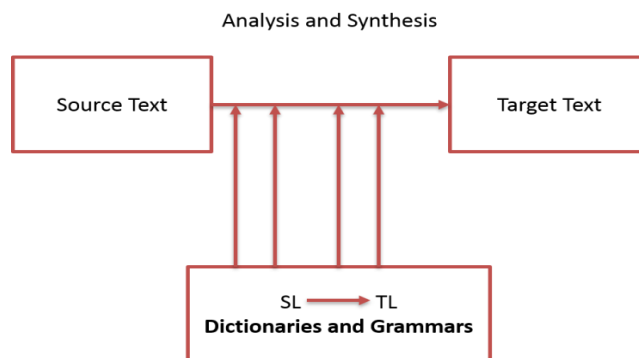 Analysis and Synthesis
Source Text
Target Text
SL TL
Dictionaries and Grammars